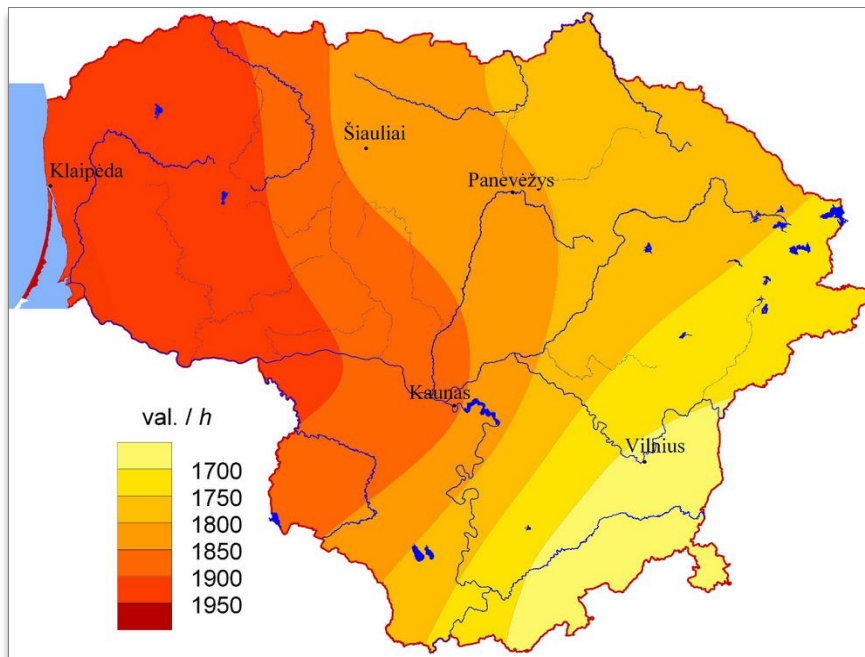 Šiauliai
Klaipėda
Panevėžys
Kaunas
Vilnius
val. / h
1700
1750
1800
1850
1900
1950